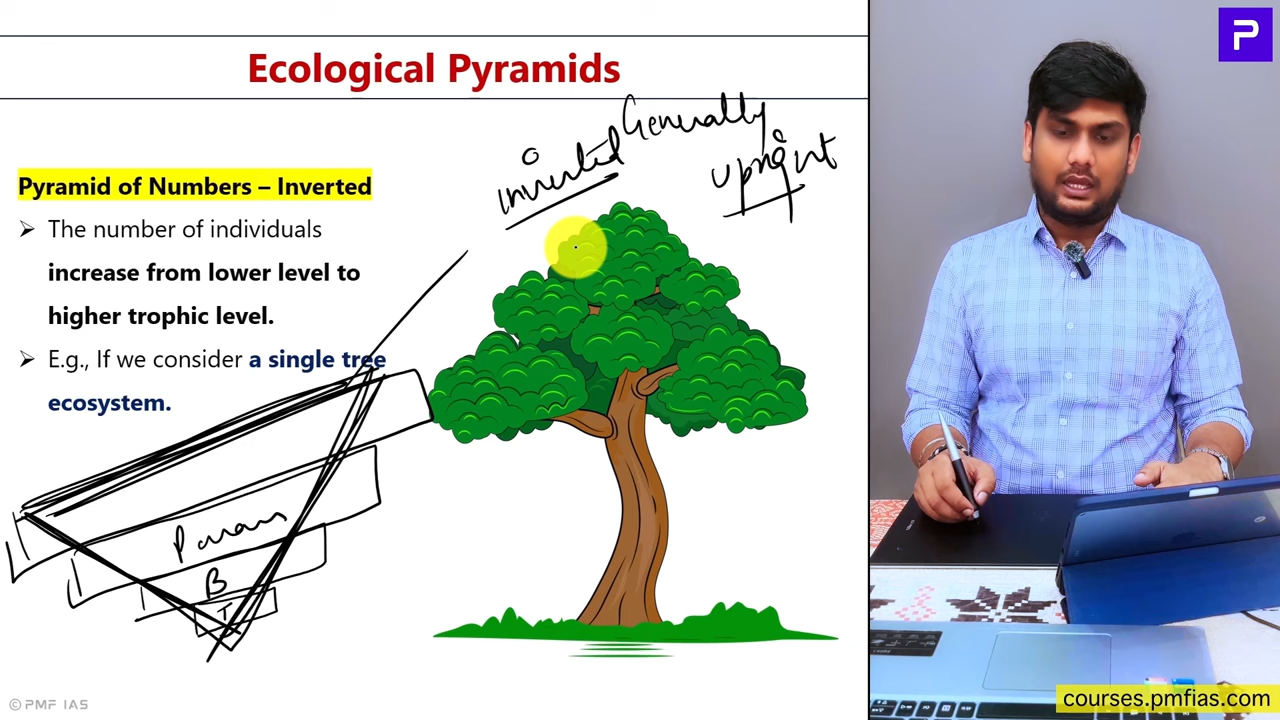 P
Ecological Pyramids
Generally
inverted
upright
Pyramid of Numbers – Inverted
➢ The number of individuals
increase from lower level to
higher trophic level.
➢ E.g., If we consider a single tree
ecosystem.
B
T
© PMF IAS
courses.pmfias.com